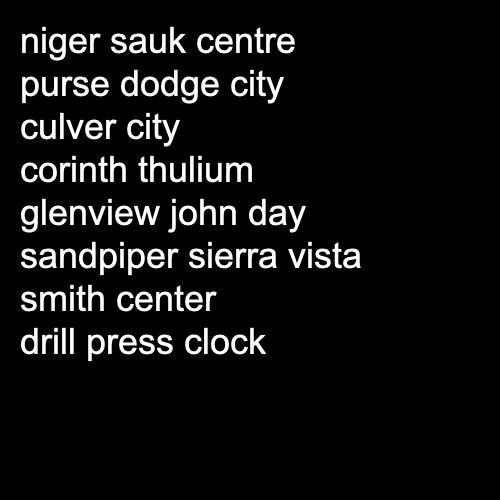 niger sauk centre
purse dodge city
culver city
corinth thulium
glenview john day
sandpiper sierra vista
smith center
drill press clock